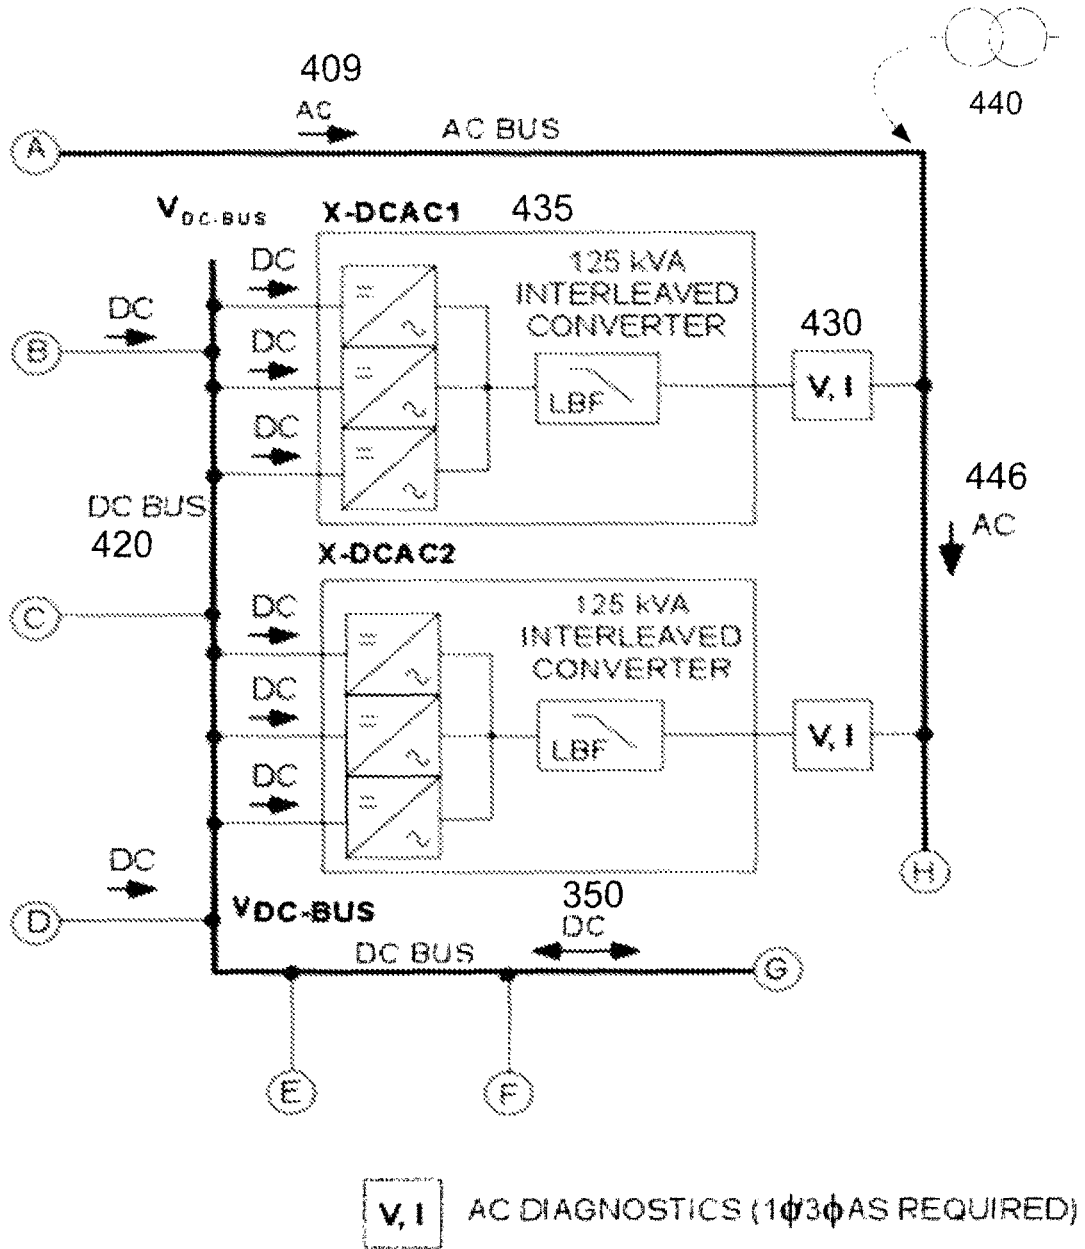 409
AC
AC BUS
440
A
V DC-BUS
X-DCAC1 435
DC
125 kVA
INTERLEAVED
CONVERTER
DC
B
DC
430
V, I
LBF
DC
446
AC
DC BUS
420
X-DCAC2
C
DC
125 kVA
INTERLEAVED
CONVERTER
DC
V, I
LBF
DC
DC
D
V DC-BUS
350
DC
DC BUS
G
H
E
F
V, I AC DIAGNOSTICS (1ϕ/3ϕ AS REQUIRED)